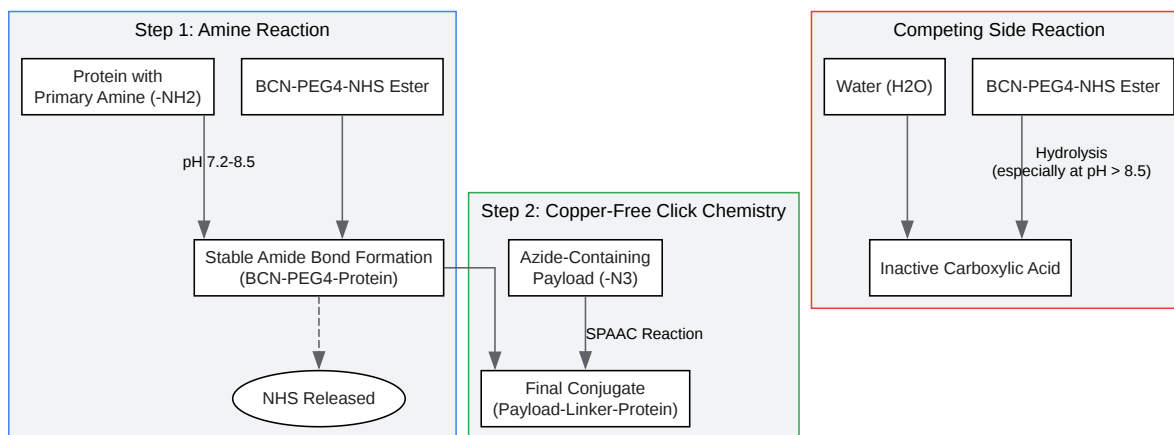 Step 1: Amine Reaction
Protein with
Primary Amine (-NH2)
BCN-PEG4-NHS Ester
pH 7.2-8.5
Stable Amide Bond Formation
(BCN-PEG4-Protein)
NHS Released
Step 2: Copper-Free Click Chemistry
Azide-Containing
Payload (-N3)
SPAAC Reaction
Final Conjugate
(Payload-Linker-Protein)
Competing Side Reaction
Water (H2O)
BCN-PEG4-NHS Ester
Hydrolysis
(especially at pH > 8.5)
Inactive Carboxylic Acid